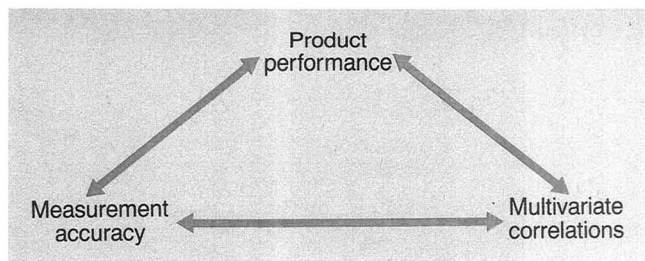 Product
performance
Measurement
accuracy
Multivariate
correlations